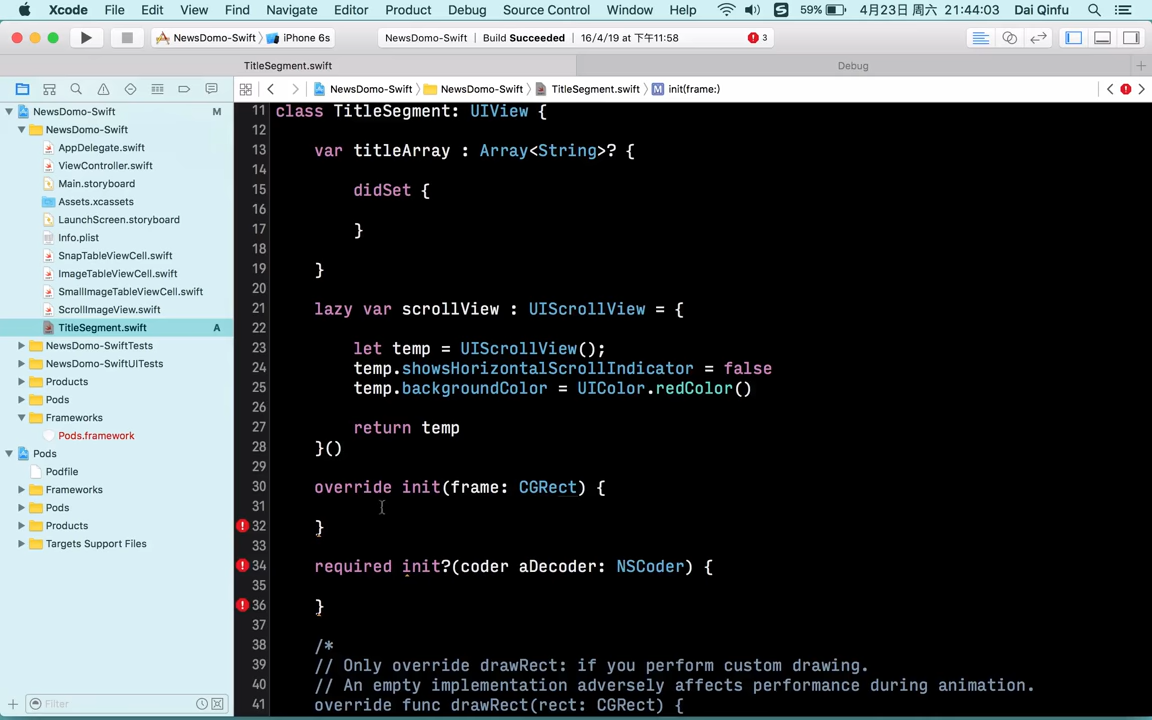 Xcode File Edit View Find Navigate Editor Product Debug Source Control Window Help 59% 4月23日 周六 21:44:03 Dai Qinfu
NewsDomo-Swift iPhone 6s NewsDomo-Swift Build Succeeded 16/4/19 at 下午11:58 3
TitleSegment.swift Debug
NewsDomo-Swift NewsDomo-Swift TitleSegment.swift M init(frame:)
NewsDomo-Swift M
NewsDomo-Swift
AppDelegate.swift
ViewController.swift
Main.storyboard
Assets.xcassets
LaunchScreen.storyboard
Info.plist
SnapTableViewCell.swift
ImageTableViewCell.swift
SmallImageTableViewCell.swift
ScrollImageView.swift
TitleSegment.swift A
NewsDomo-SwiftTests
NewsDomo-SwiftUITests
Products
Pods
Frameworks
Pods.framework
Pods
Podfile
Frameworks
Pods
Products
Targets Support Files
Filter
11 class TitleSegment: UIView {
12
13 var titleArray : Array<String>? {
14
15 didSet {
16
17 }
18
19 }
20
21 lazy var scrollView : UIScrollView = {
22
23 let temp = UIScrollView();
24 temp.showsHorizontalScrollIndicator = false
25 temp.backgroundColor = UIColor.redColor()
26
27 return temp
28 }()
29
30 override init(frame: CGRect) {
31
32 }
33
34 required init?(coder aDecoder: NSCoder) {
35
36 }
37
38 /*
39 // Only override drawRect: if you perform custom drawing.
40 // An empty implementation adversely affects performance during animation.
41 override func drawRect(rect: CGRect) {